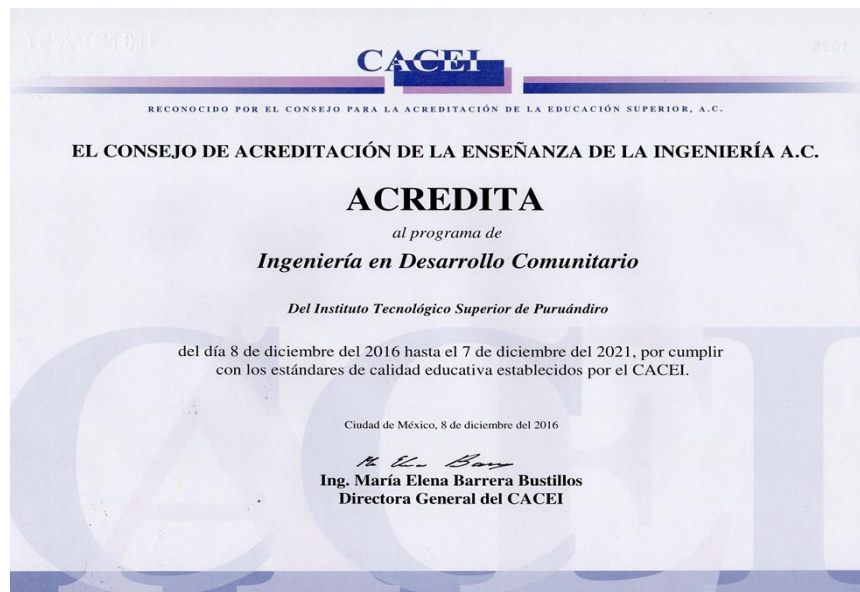 CACEI
RECONOCIDO POR EL CONSEJO PARA LA ACREDITACIÓN DE LA EDUCACIÓN SUPERIOR, A.C.
EL CONSEJO DE ACREDITACIÓN DE LA ENSEÑANZA DE LA INGENIERÍA A.C.
ACREDITA
al programa de
Ingeniería en Desarrollo Comunitario
Del Instituto Tecnológico Superior de Puruándiro
del día 8 de diciembre del 2016 hasta el 7 de diciembre del 2021, por cumplir
con los estándares de calidad educativa establecidos por el CACEI.
Ciudad de México, 8 de diciembre del 2016
Ing. María Elena Barrera Bustillos
Directora General del CACEI
CACEI